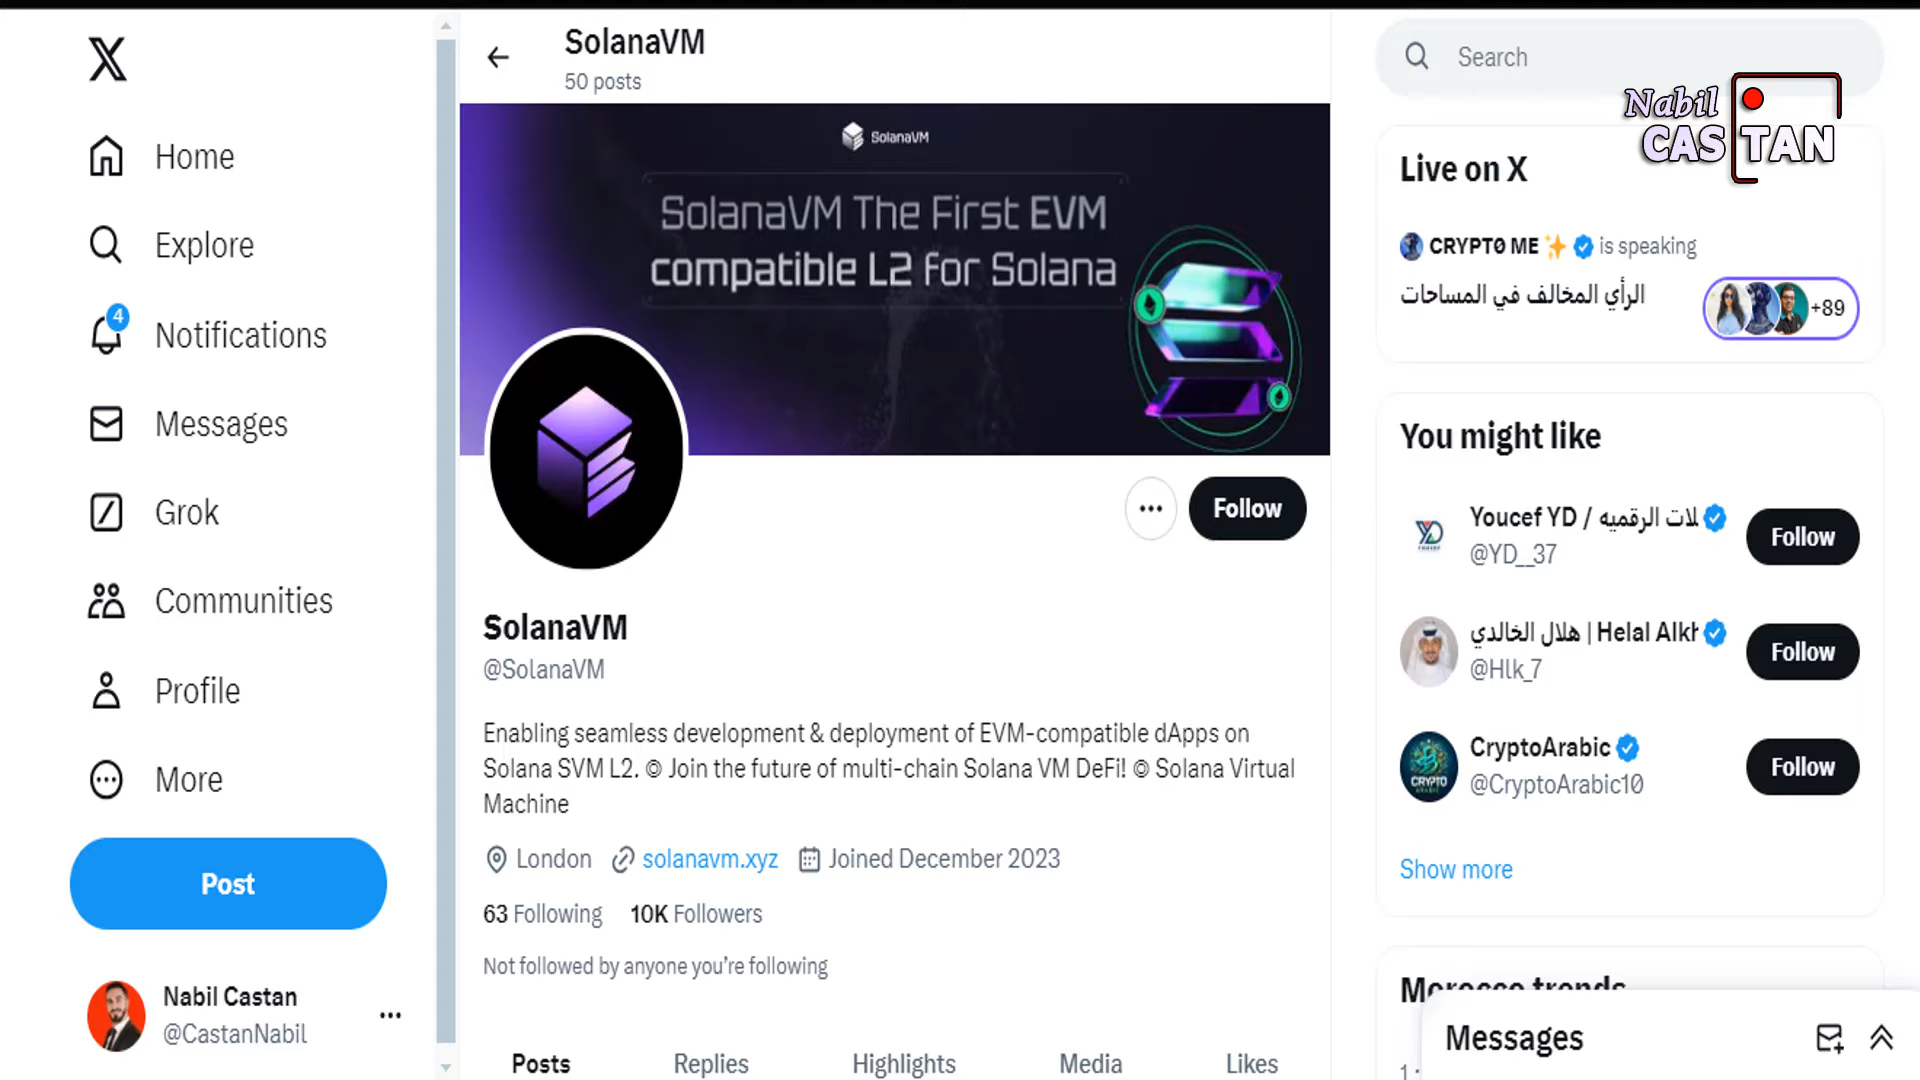 Home
Explore
4
Notifications
Messages
Grok
Communities
Profile
More
Post
Nabil Castan
@CastanNabil
SolanaVM
50 posts
SolanaVM
SolanaVM The First EVM
compatible L2 for Solana
Follow
SolanaVM
@SolanaVM
Enabling seamless development & deployment of EVM-compatible dApps on
Solana SVM L2. © Join the future of multi-chain Solana VM DeFi! © Solana Virtual
Machine
London solanavm.xyz Joined December 2023
63 Following 10K Followers
Not followed by anyone you’re following
Posts Replies Highlights Media Likes
Search
Nabil
CASTAN
Live on X
CRYPT0 ME ✨ is speaking
الرأي المخالف في المساحات
+89
You might like
Youcef YD / لات الرقميه
@YD__37
Follow
هلال الخالدي | Helal Alkh
@Hlk_7
Follow
CryptoArabic
@CryptoArabic10
CRYPTO
Follow
Show more
Morocco trends
Messages